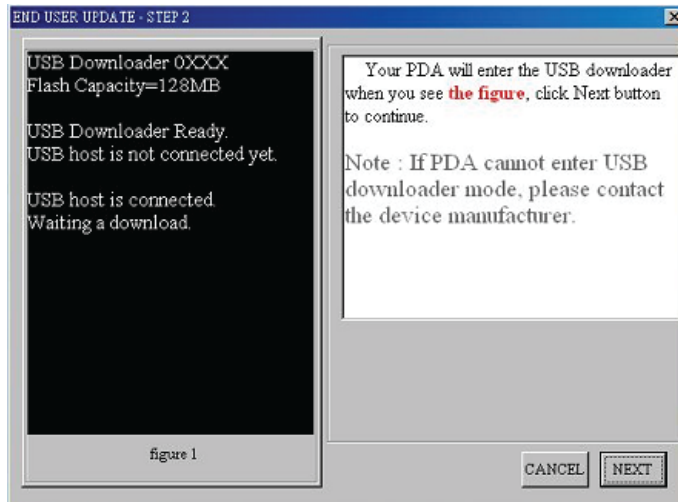 END USER UPDATE - STEP 2
USB Downloader 0XXX
Flash Capacity=128MB
USB Downloader Ready.
USB host is not connected yet.
USB host is connected.
Waiting a download.
figure 1
Your PDA will enter the USB downloader
when you see the figure, click Next button
to continue.
Note : If PDA cannot enter USB
downloader mode, please contact
the device manufacturer.
CANCEL
NEXT